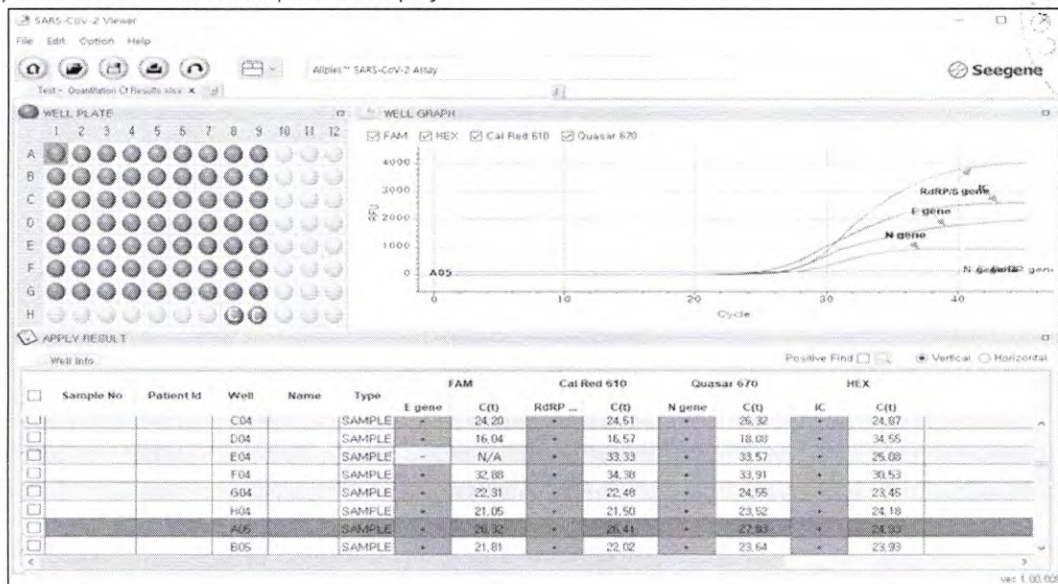 SARS-CoV-2 Viewer
File Edit Option Help
Allplex™ SARS-CoV-2 Assay
Seegene
Test - Quantitation Ct Results.xlsx
WELL PLATE
1 2 3 4 5 6 7 8 9 10 11 12
A
B
C
D
E
F
G
H
WELL GRAPH
FAM HEX Cal Red 610 Quasar 670
4000
3000
2000
1000
0
RFU
RdRP/S gene
IC
E gene
N gene
A05
0 10 20 30 40
Cycle
APPLY RESULT
Well Info
Positive Find Vertical Horizontal
FAM Cal Red 610 Quasar 670 HEX
Sample No Patient Id Well Name Type E gene C(t) RdRP ... C(t) N gene C(t) IC C(t)
C04 SAMPLE + 24,20 + 24,61 + 26,32 + 24,87
D04 SAMPLE + 16,04 + 16,57 + 18,08 + 34,55
E04 SAMPLE - N/A + 33,33 + 33,57 + 25,08
F04 SAMPLE + 32,88 + 34,38 + 33,91 + 30,53
G04 SAMPLE + 22,31 + 22,48 + 24,55 + 23,45
H04 SAMPLE + 21,05 + 21,50 + 23,52 + 24,18
A05 SAMPLE + 26,32 + 26,41 + 27,93 + 24,93
B05 SAMPLE + 21,81 + 22,02 + 23,64 + 23,93